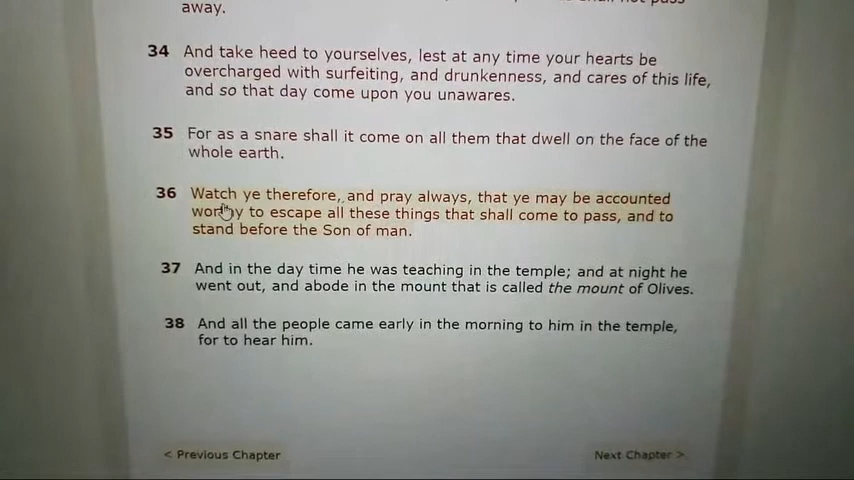 away.
34 And take heed to yourselves, lest at any time your hearts be
overcharged with surfeiting, and drunkenness, and cares of this life,
and so that day come upon you unawares.
35 For as a snare shall it come on all them that dwell on the face of the
whole earth.
36 Watch ye therefore, and pray always, that ye may be accounted
worthy to escape all these things that shall come to pass, and to
stand before the Son of man.
37 And in the day time he was teaching in the temple; and at night he
went out, and abode in the mount that is called the mount of Olives.
38 And all the people came early in the morning to him in the temple,
for to hear him.
< Previous Chapter
Next Chapter >